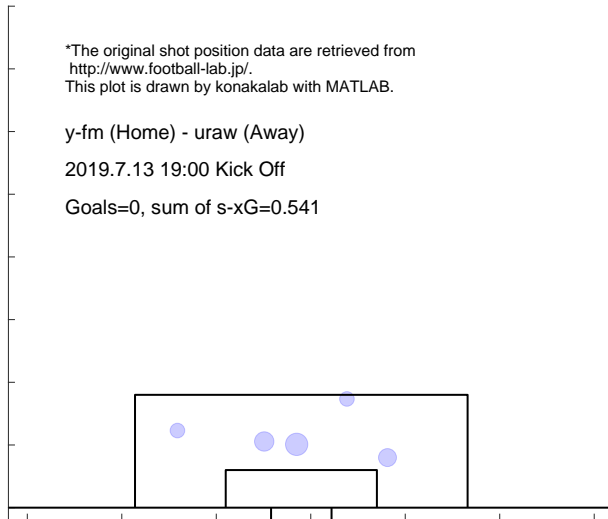 *The original shot position data are retrieved from
http://www.football-lab.jp/.
This plot is drawn by konakalab with MATLAB.
y-fm (Home) - uraw (Away)
2019.7.13 19:00 Kick Off
Goals=0, sum of s-xG=0.541